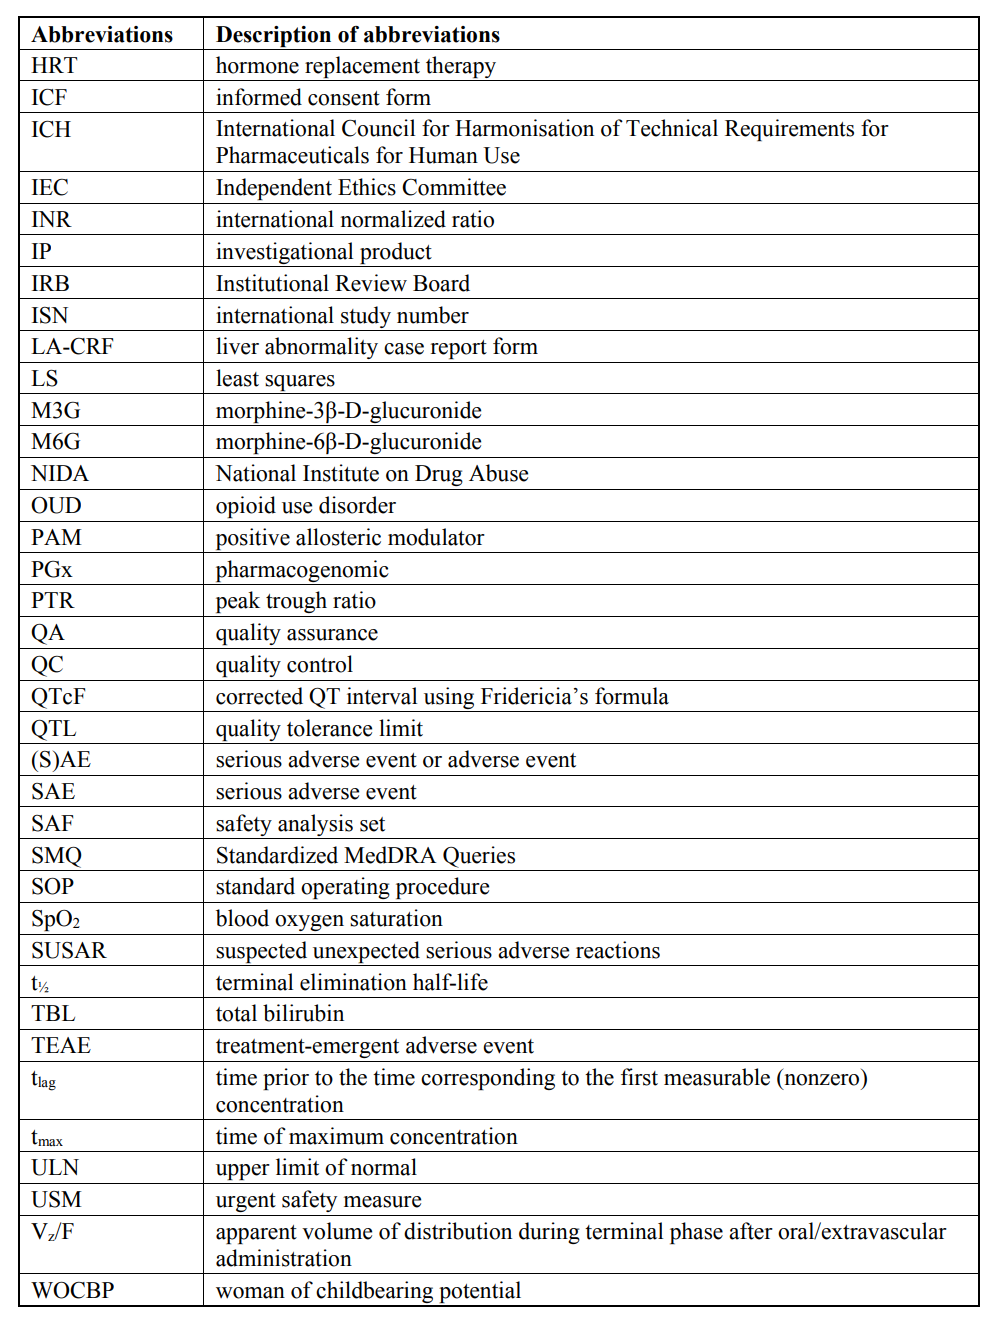 Abbreviations Description of abbreviations
HRT hormone replacement therapy
ICF informed consent form
ICH International Council for Harmonisation of Technical Requirements for
Pharmaceuticals for Human Use
IEC Independent Ethics Committee
INR international normalized ratio
IP investigational product
IRB Institutional Review Board
ISN international study number
LA-CRF liver abnormality case report form
LS least squares
M3G morphine-3β-D-glucuronide
M6G morphine-6β-D-glucuronide
NIDA National Institute on Drug Abuse
OUD opioid use disorder
PAM positive allosteric modulator
PGx pharmacogenomic
PTR peak trough ratio
QA quality assurance
QC quality control
QTcF corrected QT interval using Fridericia’s formula
QTL quality tolerance limit
(S)AE serious adverse event or adverse event
SAE serious adverse event
SAF safety analysis set
SMQ Standardized MedDRA Queries
SOP standard operating procedure
SpO₂ blood oxygen saturation
SUSAR suspected unexpected serious adverse reactions
t½ terminal elimination half-life
TBL total bilirubin
TEAE treatment-emergent adverse event
tlag time prior to the time corresponding to the first measurable (nonzero)
concentration
tmax time of maximum concentration
ULN upper limit of normal
USM urgent safety measure
Vz/F apparent volume of distribution during terminal phase after oral/extravascular
administration
WOCBP woman of childbearing potential